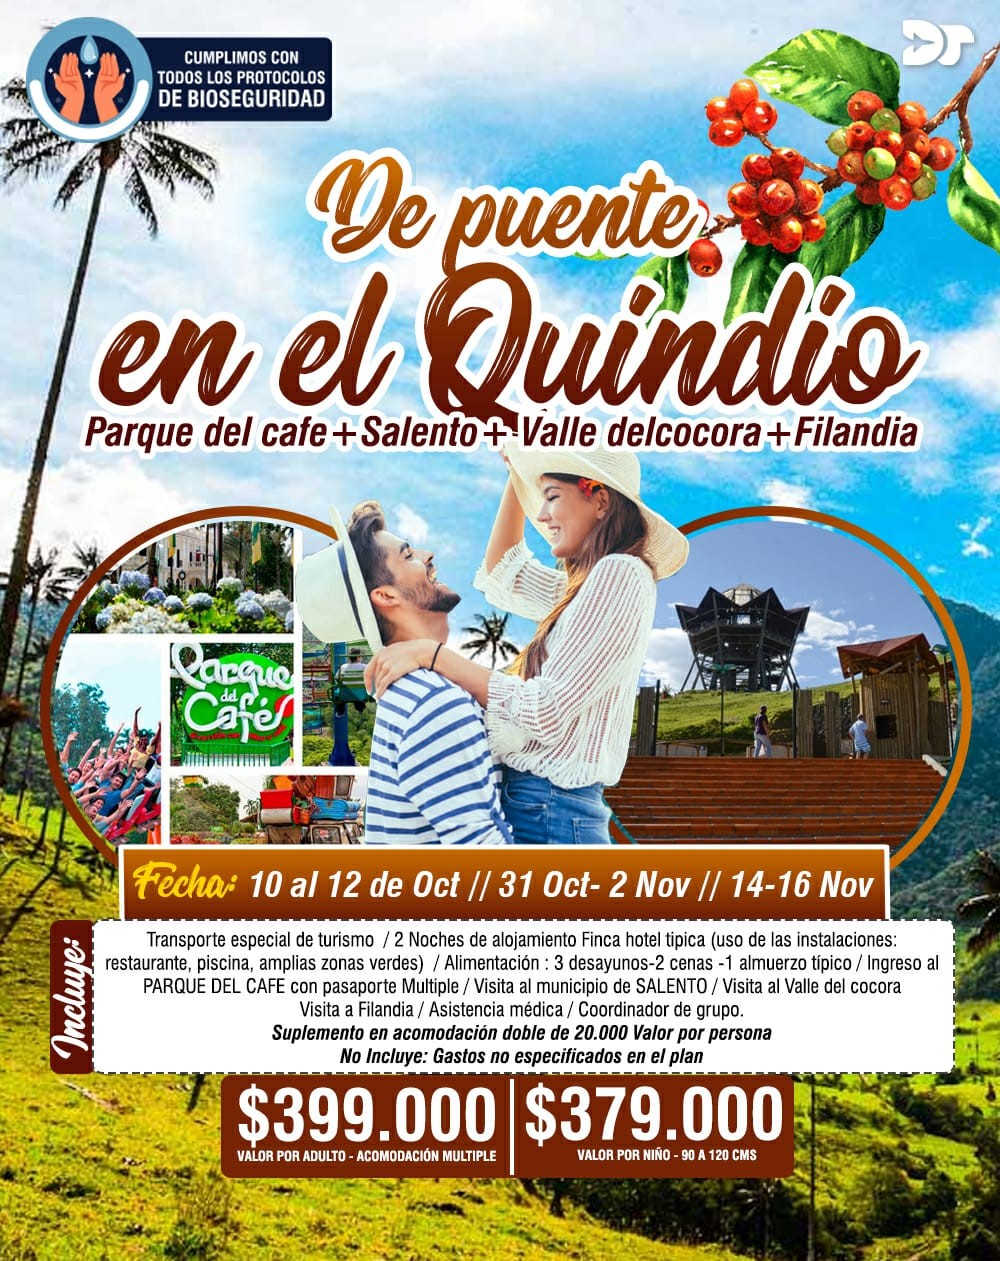 CUMPLIMOS CON
TODOS LOS PROTOCOLOS
DE BIOSEGURIDAD
DT
De puente
en el Quindio
Parque del cafe+Salento+ Valle delcocora+Filandia
Parque
del
Café
Fecha: 10 al 12 de Oct // 31 Oct- 2 Nov // 14-16 Nov
Incluye:
Transporte especial de turismo / 2 Noches de alojamiento Finca hotel tipica (uso de las instalaciones:
restaurante, piscina, amplias zonas verdes) / Alimentación : 3 desayunos-2 cenas -1 almuerzo típico / Ingreso al
PARQUE DEL CAFE con pasaporte Multiple / Visita al municipio de SALENTO / Visita al Valle del cocora
Visita a Filandia / Asistencia médica / Coordinador de grupo.
Suplemento en acomodación doble de 20.000 Valor por persona
No Incluye: Gastos no especificados en el plan
$399.000
VALOR POR ADULTO - ACOMODACIÓN MULTIPLE
$379.000
VALOR POR NIÑO - 90 A 120 CMS